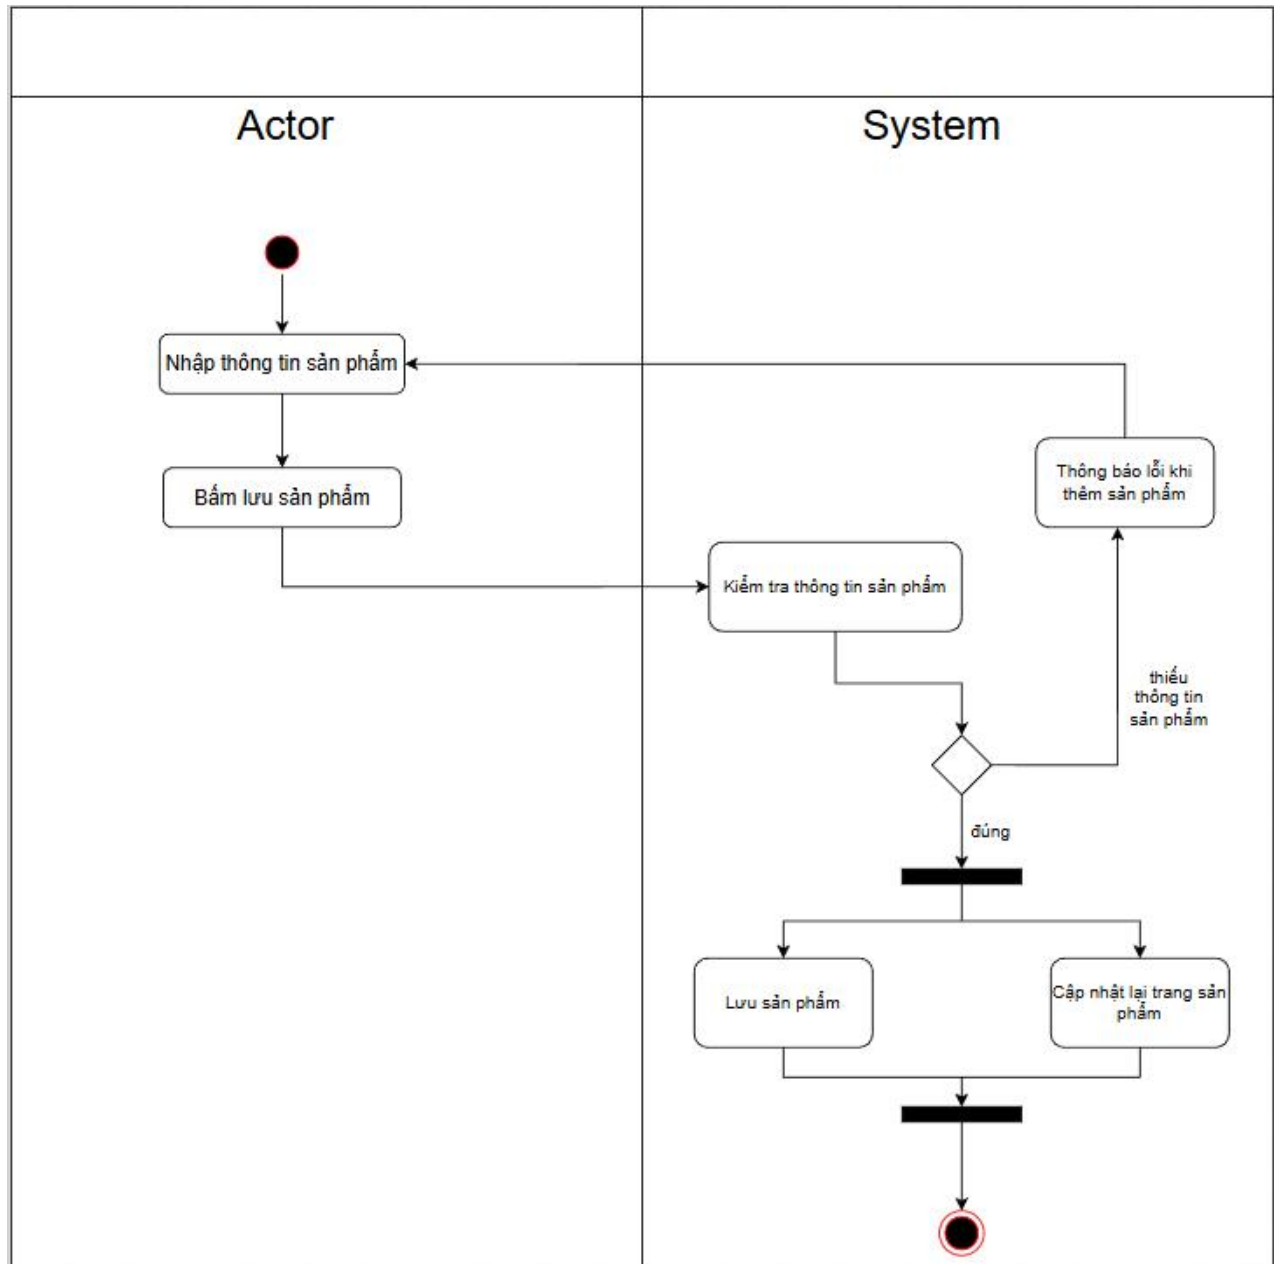 Actor
System
Nhập thông tin sản phẩm
Bấm lưu sản phẩm
Thông báo lỗi khi
thêm sản phẩm
Kiểm tra thông tin sản phẩm
thiếu
thông tin
sản phẩm
đúng
Lưu sản phẩm
Cập nhật lại trang sản
phẩm